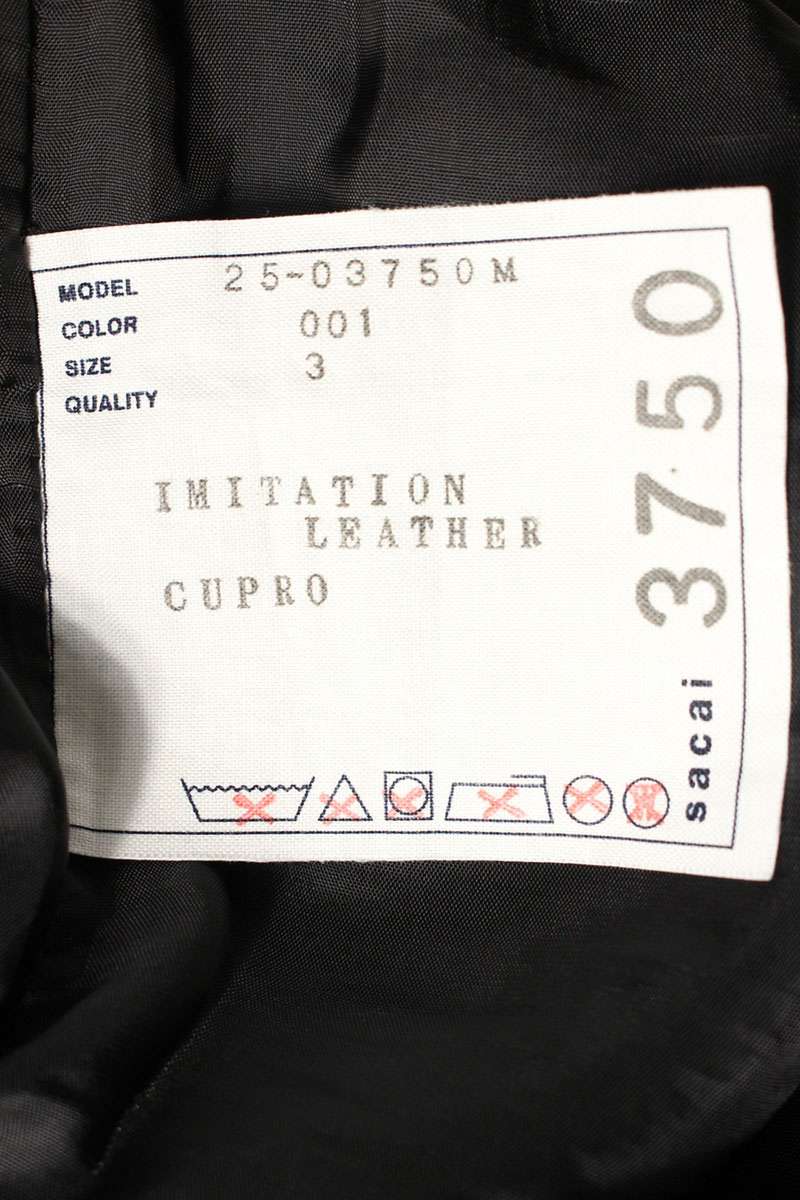 MODEL 25-03750M
COLOR 001
SIZE 3
QUALITY
IMITATION
LEATHER
CUPRO
sacai 3750